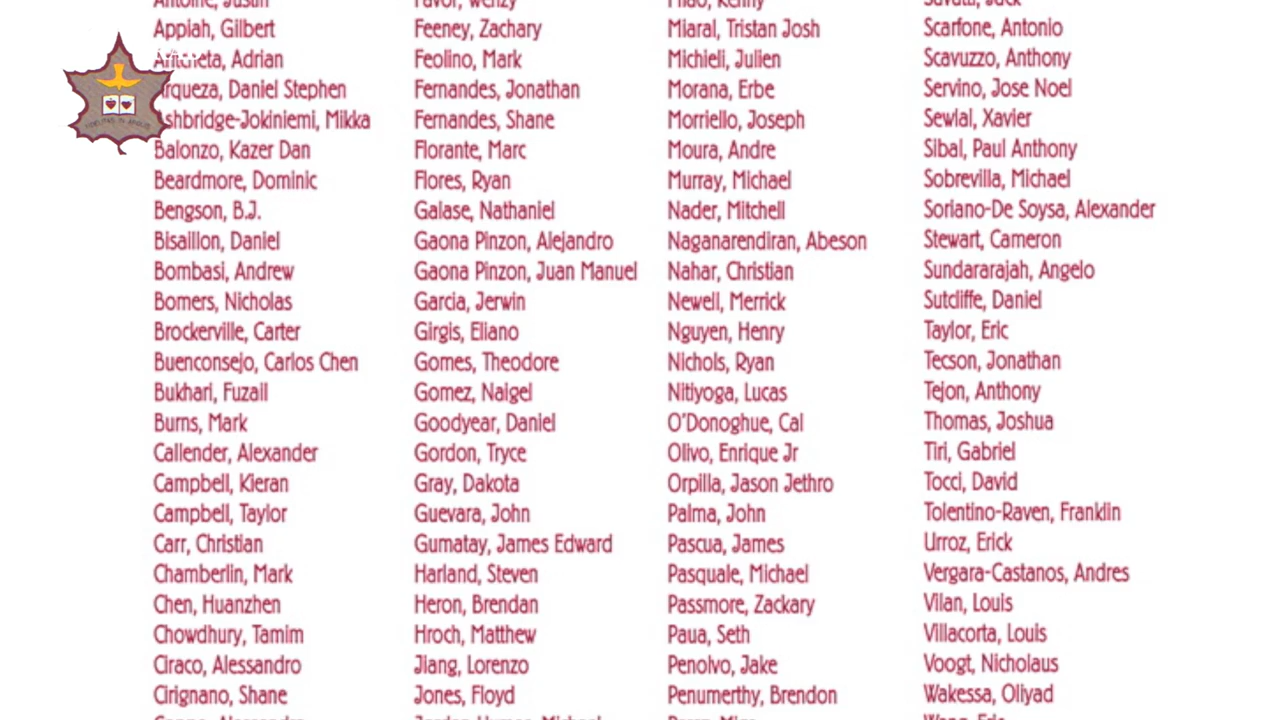 Appiah, Gilbert
Adrian
Arqueza, Daniel Stephen
Ashbridge-Jokiniemi, Mikka
Balonzo, Kazer Dan
Beardmore, Dominic
Bengson, B.J.
Bisaillon, Daniel
Bombasi, Andrew
Borners, Nicholas
Brockerville, Carter
Buenconsejo, Carlos Chen
Bukhari, Fuzail
Burns, Mark
Callender, Alexander
Campbell, Kieran
Campbell, Taylor
Carr, Christian
Chamberlin, Mark
Chen, Huanzhen
Chowdhury, Tamim
Ciraco, Alessandro
Cirignano, Shane
Feeney, Zachary
Feolino, Mark
Fernandes, Jonathan
Fernandes, Shane
Florante, Marc
Flores, Ryan
Galase, Nathaniel
Gaona Pinzon, Alejandro
Gaona Pinzon, Juan Manuel
Garcia, Jerwin
Girgis, Eliano
Gomes, Theodore
Gomez, Naigel
Goodyear, Daniel
Gordon, Tryce
Gray, Dakota
Guevara, John
Gumatay, James Edward
Harland, Steven
Heron, Brendan
Hroch, Matthew
Jiang, Lorenzo
Jones, Floyd
Miaral, Tristan Josh
Michieli, Julien
Morana, Erbe
Morriello, Joseph
Moura, Andre
Murray, Michael
Nader, Mitchell
Naganarendiran, Abeson
Nahar, Christian
Newell, Merrick
Nguyen, Henry
Nichols, Ryan
Nitiyoga, Lucas
O'Donoghue, Cal
Olivo, Enrique Jr
Orpilla, Jason Jethro
Palma, John
Pascua, James
Pasquale, Michael
Passmore, Zackary
Paua, Seth
Penolvo, Jake
Penumerthy, Brendon
Scarfone, Antonio
Scavuzzo, Anthony
Servino, Jose Noel
Sewlal, Xavier
Sibal, Paul Anthony
Sobrevilla, Michael
Soriano-De Soysa, Alexander
Stewart, Cameron
Sundararajah, Angelo
Sutcliffe, Daniel
Taylor, Eric
Tecson, Jonathan
Tejon, Anthony
Thomas, Joshua
Tiri, Gabriel
Tocci, David
Tolentino-Raven, Franklin
Urroz, Erick
Vergara-Castanos, Andres
Vilan, Louis
Villacorta, Louis
Voogt, Nicholaus
Wakessa, Oliyad